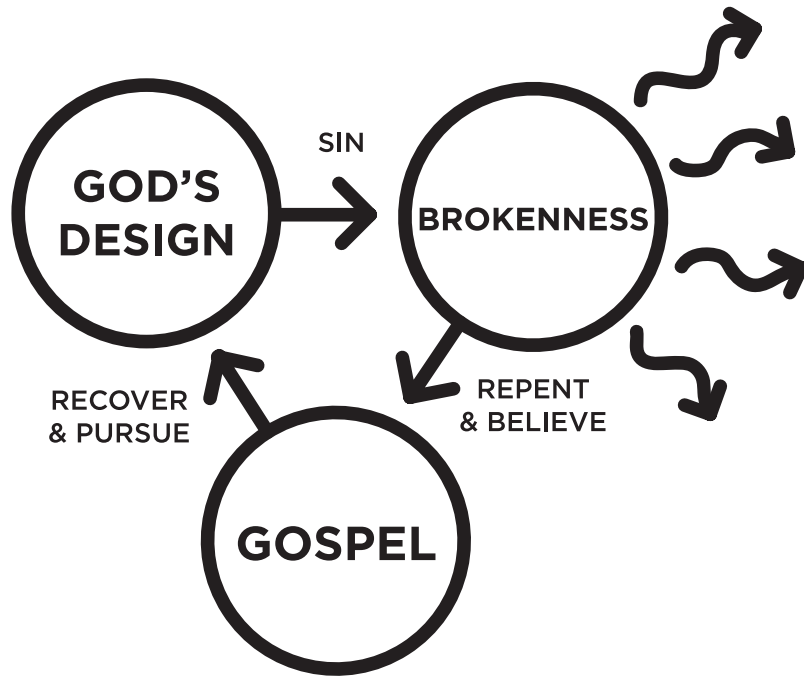 SIN
GOD'S
DESIGN
BROKENNESS
RECOVER
& PURSUE
REPENT
& BELIEVE
GOSPEL